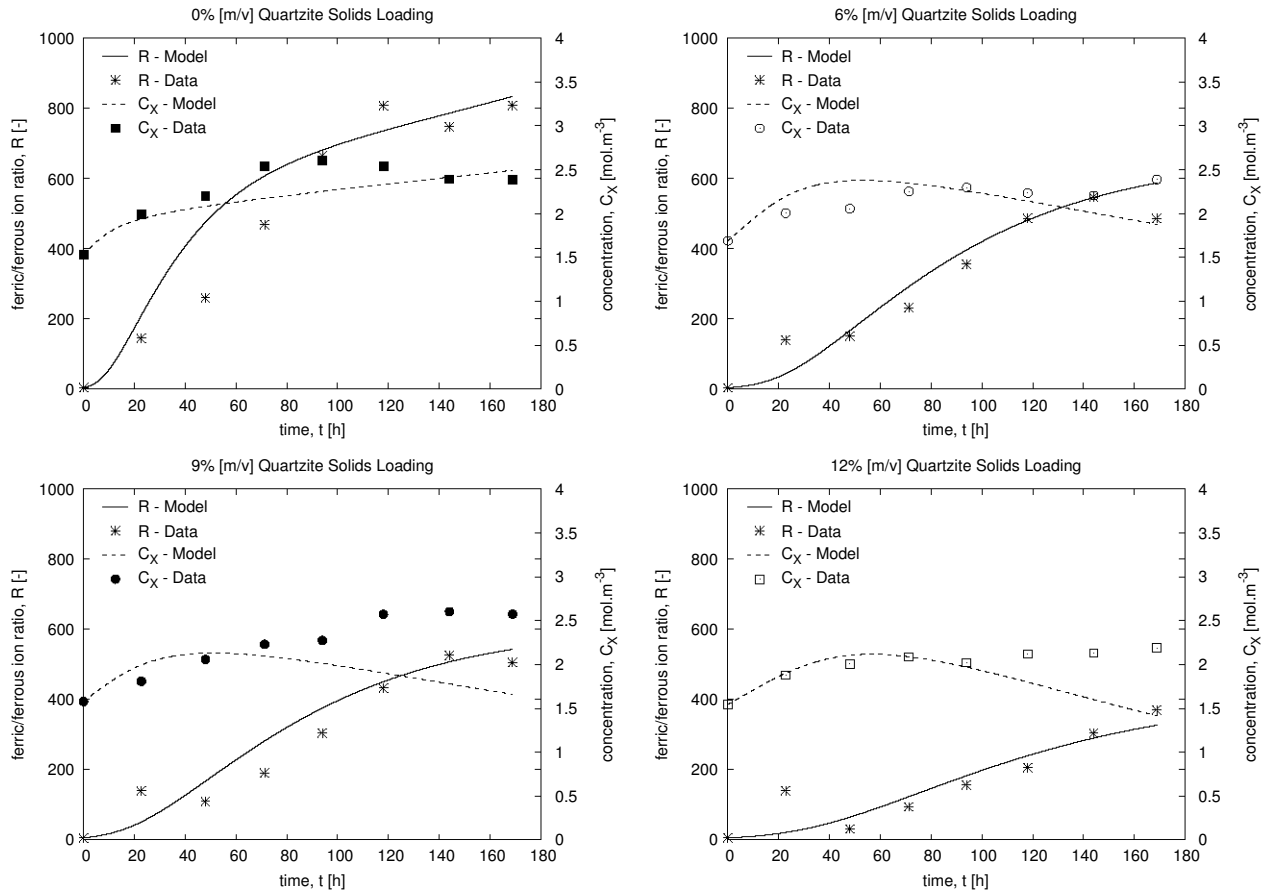 0% [m/v] Quartzite Solids Loading
1000
800
600
400
200
0
ferric/ferrous ion ratio, R [-]
R - Model
R - Data
C_X - Model
C_X - Data
4
3.5
3
2.5
2
1.5
1
0.5
0
concentration, C_X [mol.m^-3]
0 20 40 60 80 100 120 140 160 180
time, t [h]
6% [m/v] Quartzite Solids Loading
1000
800
600
400
200
0
ferric/ferrous ion ratio, R [-]
R - Model
R - Data
C_X - Model
C_X - Data
4
3.5
3
2.5
2
1.5
1
0.5
0
concentration, C_X [mol.m^-3]
0 20 40 60 80 100 120 140 160 180
time, t [h]
9% [m/v] Quartzite Solids Loading
1000
800
600
400
200
0
ferric/ferrous ion ratio, R [-]
R - Model
R - Data
C_X - Model
C_X - Data
4
3.5
3
2.5
2
1.5
1
0.5
0
concentration, C_X [mol.m^-3]
0 20 40 60 80 100 120 140 160 180
time, t [h]
12% [m/v] Quartzite Solids Loading
1000
800
600
400
200
0
ferric/ferrous ion ratio, R [-]
R - Model
R - Data
C_X - Model
C_X - Data
4
3.5
3
2.5
2
1.5
1
0.5
0
concentration, C_X [mol.m^-3]
0 20 40 60 80 100 120 140 160 180
time, t [h]